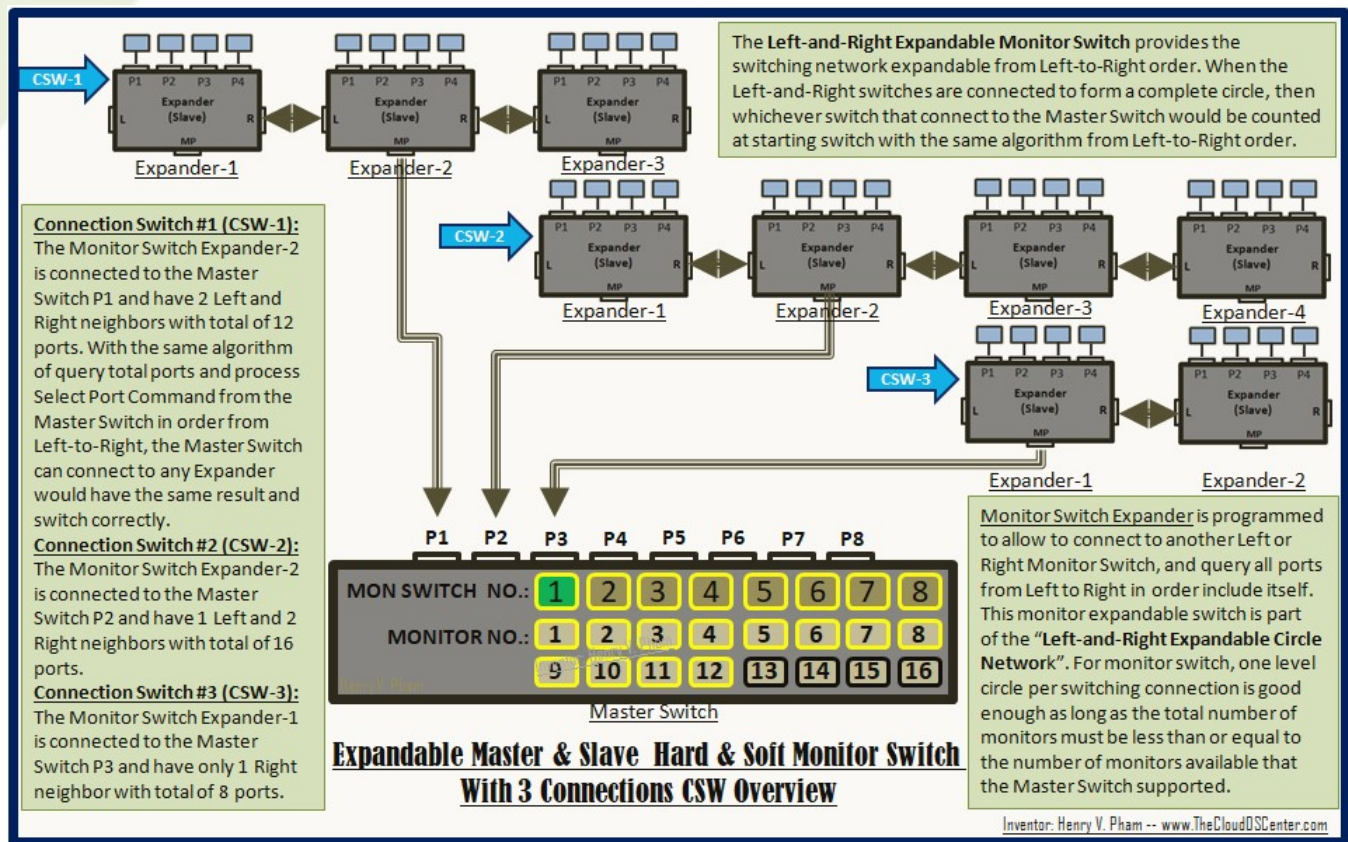 CSW-1
P1 P2 P3 P4
Expander
(Slave)
L R
MP
Expander-1
P1 P2 P3 P4
Expander
(Slave)
MP
Expander-2
P1 P2 P3 P4
Expander
(Slave)
L R
MP
Expander-3
The Left-and-Right Expandable Monitor Switch provides the
switching network expandable from Left-to-Right order. When the
Left-and-Right switches are connected to form a complete circle, then
whichever switch that connect to the Master Switch would be counted
at starting switch with the same algorithm from Left-to-Right order.
CSW-2
P1 P2 P3 P4
Expander
(Slave)
L R
MP
Expander-1
P1 P2 P3 P4
Expander
(Slave)
L R
MP
Expander-2
P1 P2 P3 P4
Expander
(Slave)
L R
MP
Expander-3
P1 P2 P3 P4
Expander
(Slave)
L R
MP
Expander-4
CSW-3
P1 P2 P3 P4
Expander
(Slave)
L R
MP
Expander-1
P1 P2 P3 P4
Expander
(Slave)
L R
MP
Expander-2
Connection Switch #1 (CSW-1):
The Monitor Switch Expander-2
is connected to the Master
Switch P1 and have 2 Left and
Right neighbors with total of 12
ports. With the same algorithm
of query total ports and process
Select Port Command from the
Master Switch in order from
Left-to-Right, the Master Switch
can connect to any Expander
would have the same result and
switch correctly.
Connection Switch #2 (CSW-2):
The Monitor Switch Expander-2
is connected to the Master
Switch P2 and have 1 Left and 2
Right neighbors with total of 16
ports.
Connection Switch #3 (CSW-3):
The Monitor Switch Expander-1
is connected to the Master
Switch P3 and have only 1 Right
neighbor with total of 8 ports.
P1 P2 P3 P4 P5 P6 P7 P8
MON SWITCH NO.: 1 2 3 4 5 6 7 8
MONITOR NO.: 1 2 3 4 5 6 7 8
9 10 11 12 13 14 15 16
Inventor: Henry V. Pham
Henry V. Pham
Master Switch
Expandable Master & Slave Hard & Soft Monitor Switch
With 3 Connections CSW Overview
Monitor Switch Expander is programmed
to allow to connect to another Left or
Right Monitor Switch, and query all ports
from Left to Right in order include itself.
This monitor expandable switch is part
of the “Left-and-Right Expandable Circle
Network”. For monitor switch, one level
circle per switching connection is good
enough as long as the total number of
monitors must be less than or equal to
the number of monitors available that
the Master Switch supported.
Inventor: Henry V. Pham -- www.TheCloudOSCenter.com